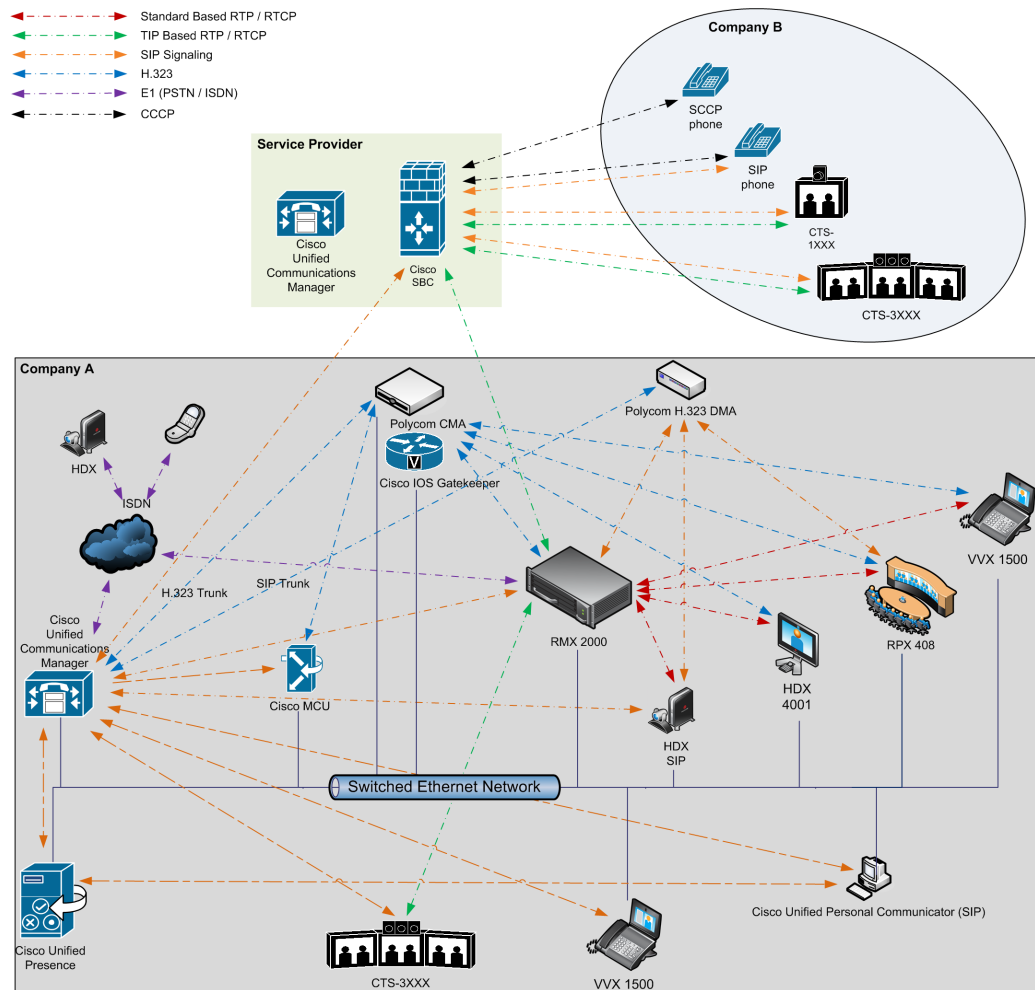 Standard Based RTP / RTCP
TIP Based RTP / RTCP
SIP Signaling
H.323
E1 (PSTN / ISDN)
CCCP
Company B
SCCP
phone
SIP
phone
CTS-
1XXX
CTS-3XXX
Service Provider
Cisco
Unified
Communications
Manager
Cisco
SBC
Company A
HDX
ISDN
Polycom CMA
V
Cisco IOS Gatekeeper
Polycom H.323 DMA
VVX 1500
H.323 Trunk
SIP Trunk
Cisco
Unified
Communications
Manager
Cisco MCU
RMX 2000
RPX 408
HDX
4001
HDX
SIP
Switched Ethernet Network
Cisco Unified
Presence
CTS-3XXX
VVX 1500
Cisco Unified Personal Communicator (SIP)